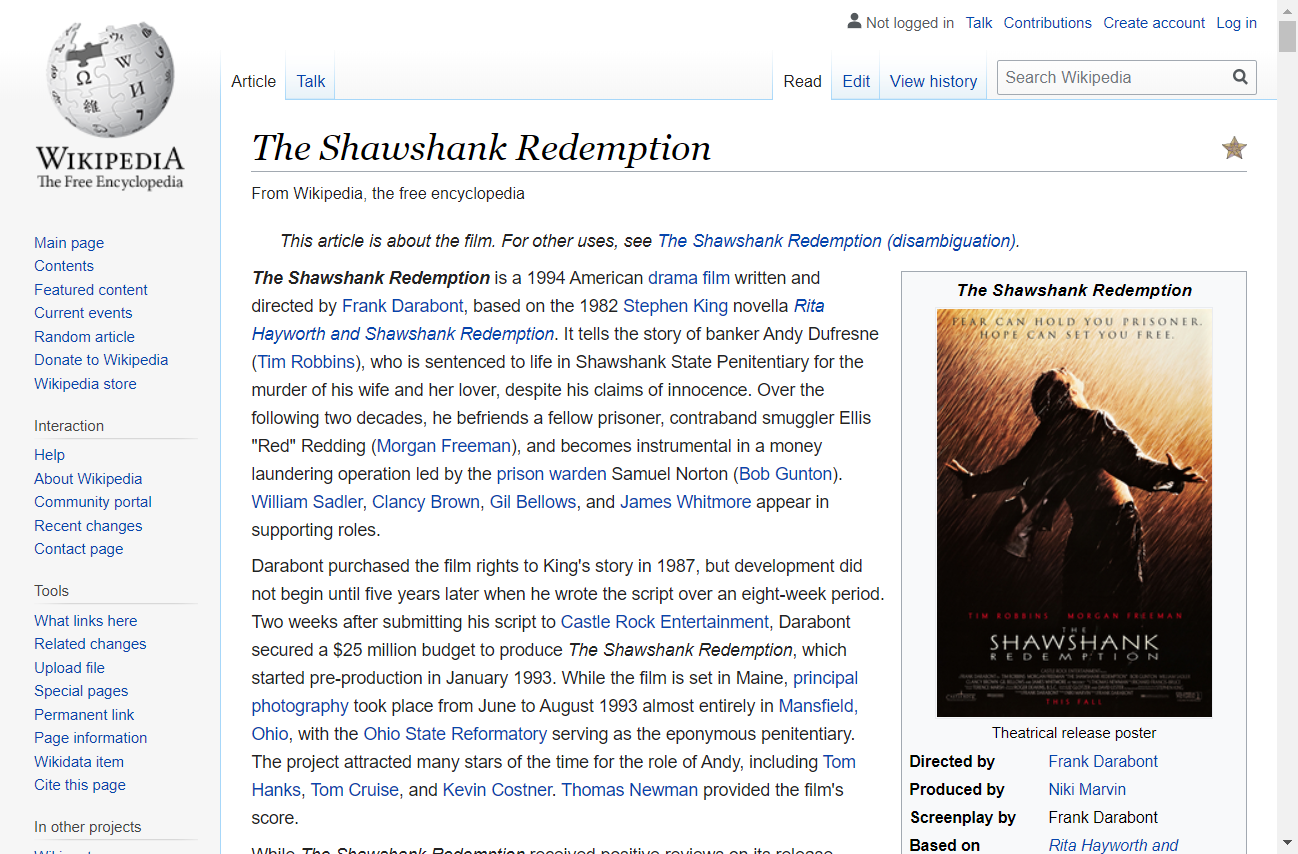 Not logged in Talk Contributions Create account Log in
Article Talk Read Edit View history Search Wikipedia
WIKIPEDIA
The Free Encyclopedia
Main page
Contents
Featured content
Current events
Random article
Donate to Wikipedia
Wikipedia store
Interaction
Help
About Wikipedia
Community portal
Recent changes
Contact page
Tools
What links here
Related changes
Upload file
Special pages
Permanent link
Page information
Wikidata item
Cite this page
In other projects
The Shawshank Redemption
From Wikipedia, the free encyclopedia
This article is about the film. For other uses, see The Shawshank Redemption (disambiguation).
The Shawshank Redemption is a 1994 American drama film written and
directed by Frank Darabont, based on the 1982 Stephen King novella Rita
Hayworth and Shawshank Redemption. It tells the story of banker Andy Dufresne
(Tim Robbins), who is sentenced to life in Shawshank State Penitentiary for the
murder of his wife and her lover, despite his claims of innocence. Over the
following two decades, he befriends a fellow prisoner, contraband smuggler Ellis
"Red" Redding (Morgan Freeman), and becomes instrumental in a money
laundering operation led by the prison warden Samuel Norton (Bob Gunton).
William Sadler, Clancy Brown, Gil Bellows, and James Whitmore appear in
supporting roles.
Darabont purchased the film rights to King's story in 1987, but development did
not begin until five years later when he wrote the script over an eight-week period.
Two weeks after submitting his script to Castle Rock Entertainment, Darabont
secured a $25 million budget to produce The Shawshank Redemption, which
started pre-production in January 1993. While the film is set in Maine, principal
photography took place from June to August 1993 almost entirely in Mansfield,
Ohio, with the Ohio State Reformatory serving as the eponymous penitentiary.
The project attracted many stars of the time for the role of Andy, including Tom
Hanks, Tom Cruise, and Kevin Costner. Thomas Newman provided the film's
score.
While The Shawshank Redemption received positive reviews on its release,
The Shawshank Redemption
FEAR CAN HOLD YOU PRISONER.
HOPE CAN SET YOU FREE.
TIM ROBBINS MORGAN FREEMAN
THE
SHAWSHANK
REDEMPTION
THIS FALL
Theatrical release poster
Directed by Frank Darabont
Produced by Niki Marvin
Screenplay by Frank Darabont
Based on Rita Hayworth and